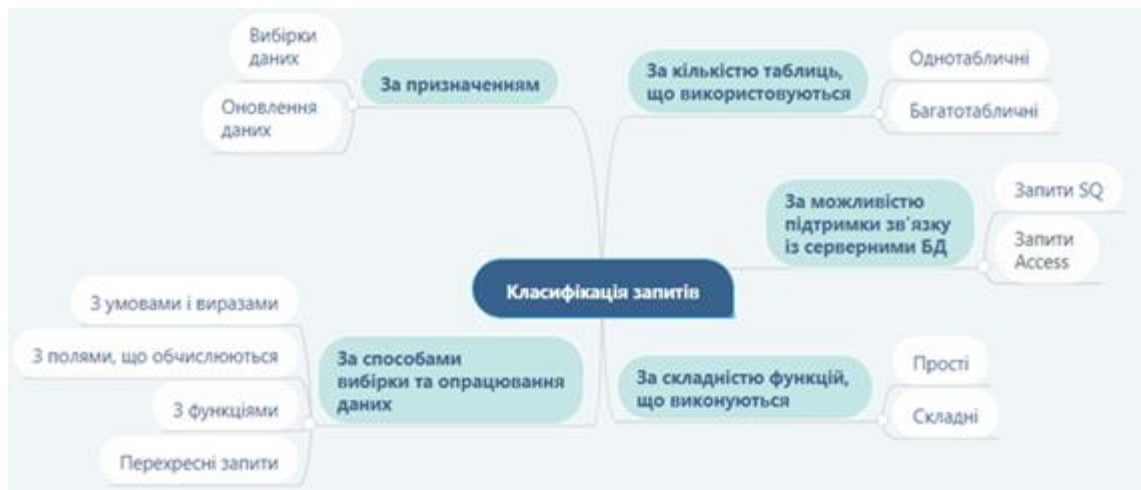 Вибірки
даних
Оновлення
даних
За призначенням
За кількістю таблиць,
що використовуються
Однотабличні
Багатотабличні
За можливістю
підтримки зв'язку
із серверними БД
Запити SQ
Запити
Access
Класифікація запитів
З умовами і виразами
З полями, що обчислюються
З функціями
Перехресні запити
За способами
вибірки та опрацювання
даних
За складністю функцій,
що виконуються
Прості
Складні